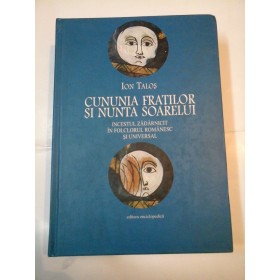 ION TALOȘ
CUNUNIA FRAȚILOR
ȘI NUNTA SOARELUI
INCESTUL ZĂDĂRNICIT
ÎN FOLCLORUL ROMÂNESC
ȘI UNIVERSAL
editura enciclopedică